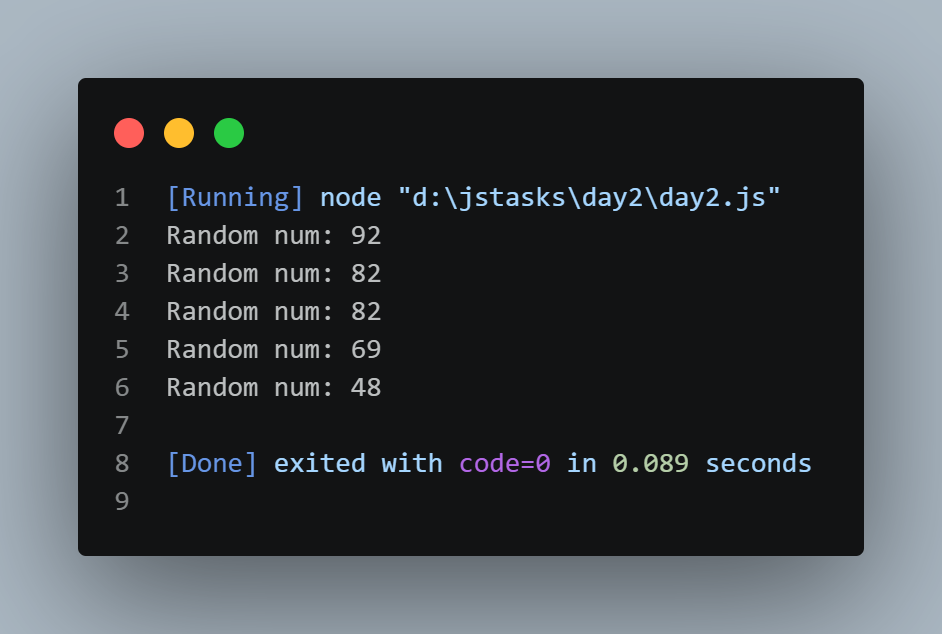 1 [Running] node "d:\jstasks\day2\day2.js"
2 Random num: 92
3 Random num: 82
4 Random num: 82
5 Random num: 69
6 Random num: 48
7
8 [Done] exited with code=0 in 0.089 seconds
9